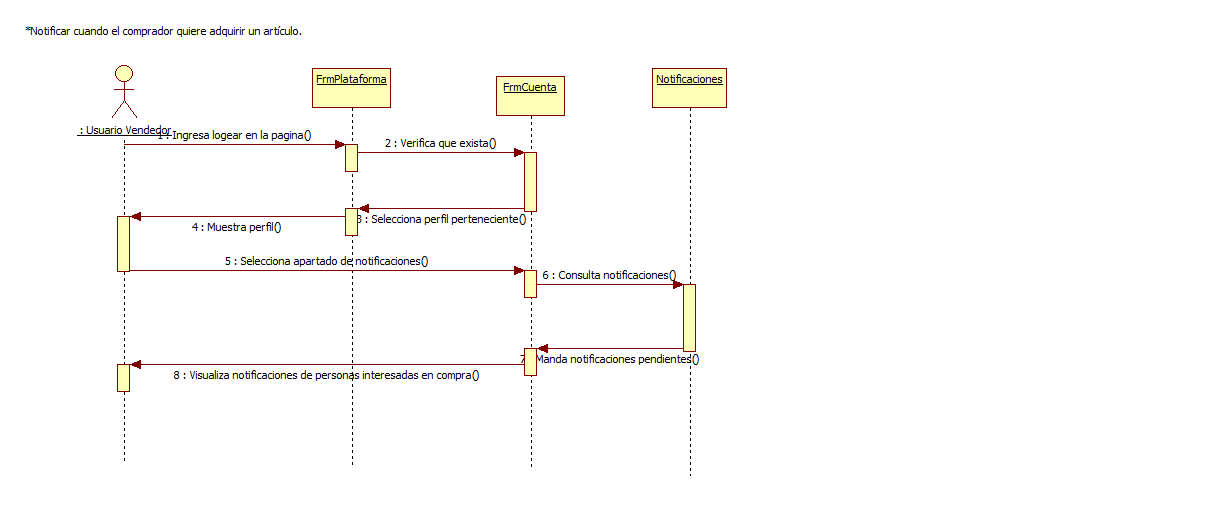 *Notificar cuando el comprador quiere adquirir un artículo.
FrmPlataforma
FrmCuenta
Notificaciones
: Usuario Vendedor
1 : Ingresa logear en la pagina()
2 : Verifica que exista()
3 : Selecciona perfil perteneciente()
4 : Muestra perfil()
5 : Selecciona apartado de notificaciones()
6 : Consulta notificaciones()
7 : Manda notificaciones pendientes()
8 : Visualiza notificaciones de personas interesadas en compra()